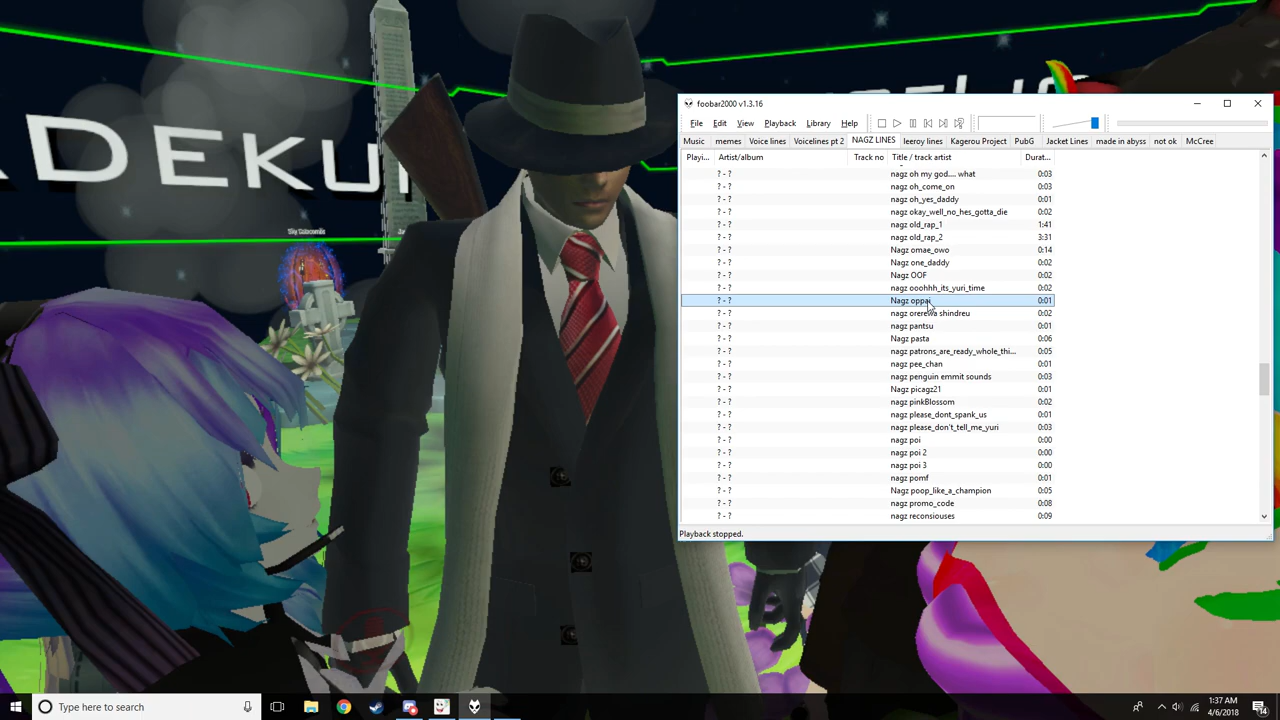 DEKU
foobar2000 v1.3.16
File Edit View Playback Library Help
Music memes Voice lines Voicelines pt 2 NAGZ LINES leeroy lines Kagerou Project PubG Jacket Lines made in abyss not ok McCree
Playi... Artist/album Track no Title / track artist Durat...
? - ? nagz oh my god.... what 0:03
? - ? nagz oh_come_on 0:03
? - ? nagz oh_yes_daddy 0:01
? - ? nagz okay_well_no_hes_gotta_die 0:02
? - ? nagz old_rap_1 1:41
? - ? nagz old_rap_2 3:31
? - ? Nagz omae_owo 0:14
? - ? Nagz one_daddy 0:02
? - ? Nagz OOF 0:02
? - ? nagz ooohhh_its_yuri_time 0:02
? - ? Nagz oppai 0:01
? - ? nagz orerewa shindreu 0:02
? - ? nagz pantsu 0:01
? - ? Nagz pasta 0:06
? - ? nagz patrons_are_ready_whole_thi... 0:05
? - ? nagz pee_chan 0:01
? - ? nagz penguin emmit sounds 0:03
? - ? Nagz picagz21 0:01
? - ? nagz pinkBlossom 0:02
? - ? nagz please_dont_spank_us 0:01
? - ? nagz please_don't_tell_me_yuri 0:03
? - ? nagz poi 0:00
? - ? nagz poi 2 0:00
? - ? nagz poi 3 0:00
? - ? nagz pomf 0:01
? - ? Nagz poop_like_a_champion 0:05
? - ? nagz promo_code 0:08
? - ? nagz reconsiouses 0:09
Playback stopped.
Type here to search
1:37 AM
4/6/2018
14